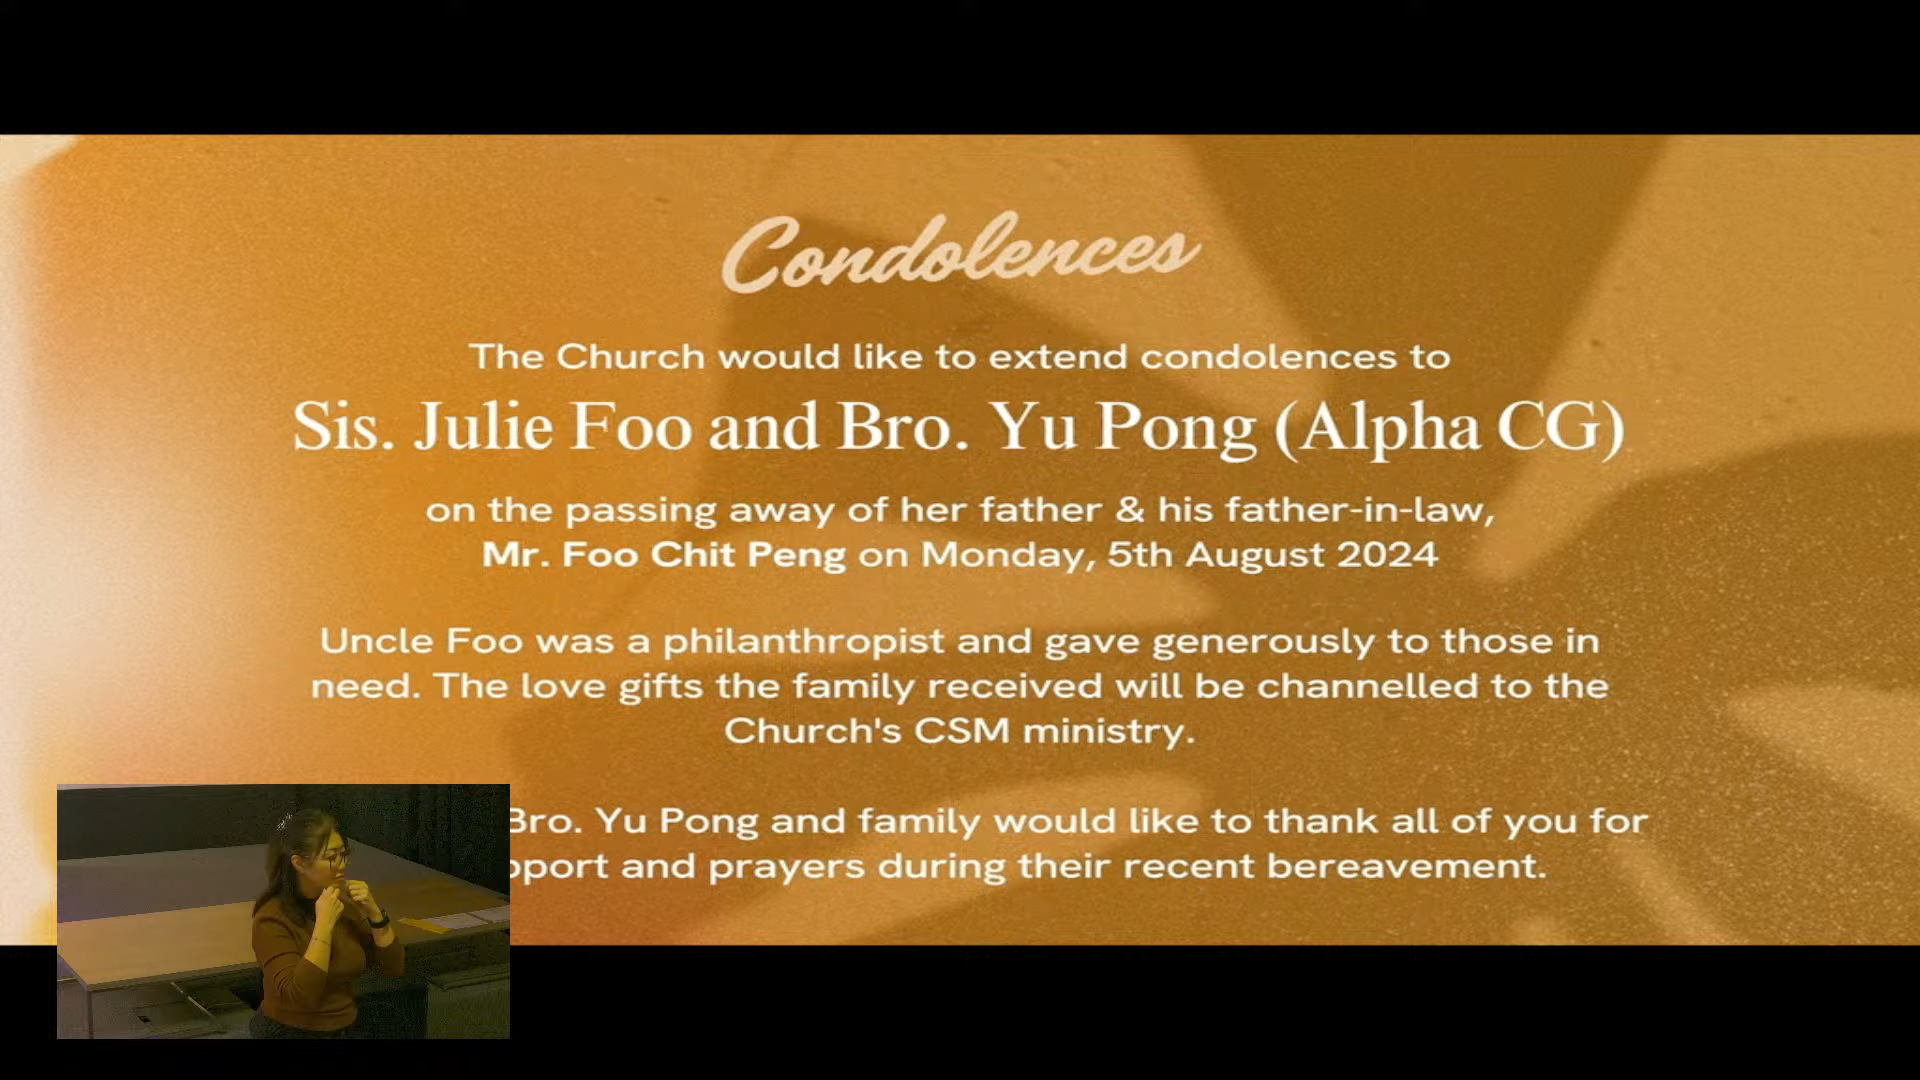 Condolences
The Church would like to extend condolences to
Sis. Julie Foo and Bro. Yu Pong (Alpha CG)
on the passing away of her father & his father-in-law,
Mr. Foo Chit Peng on Monday, 5th August 2024
Uncle Foo was a philanthropist and gave generously to those in
need. The love gifts the family received will be channelled to the
Church's CSM ministry.
Bro. Yu Pong and family would like to thank all of you for
and prayers during their recent bereavement.